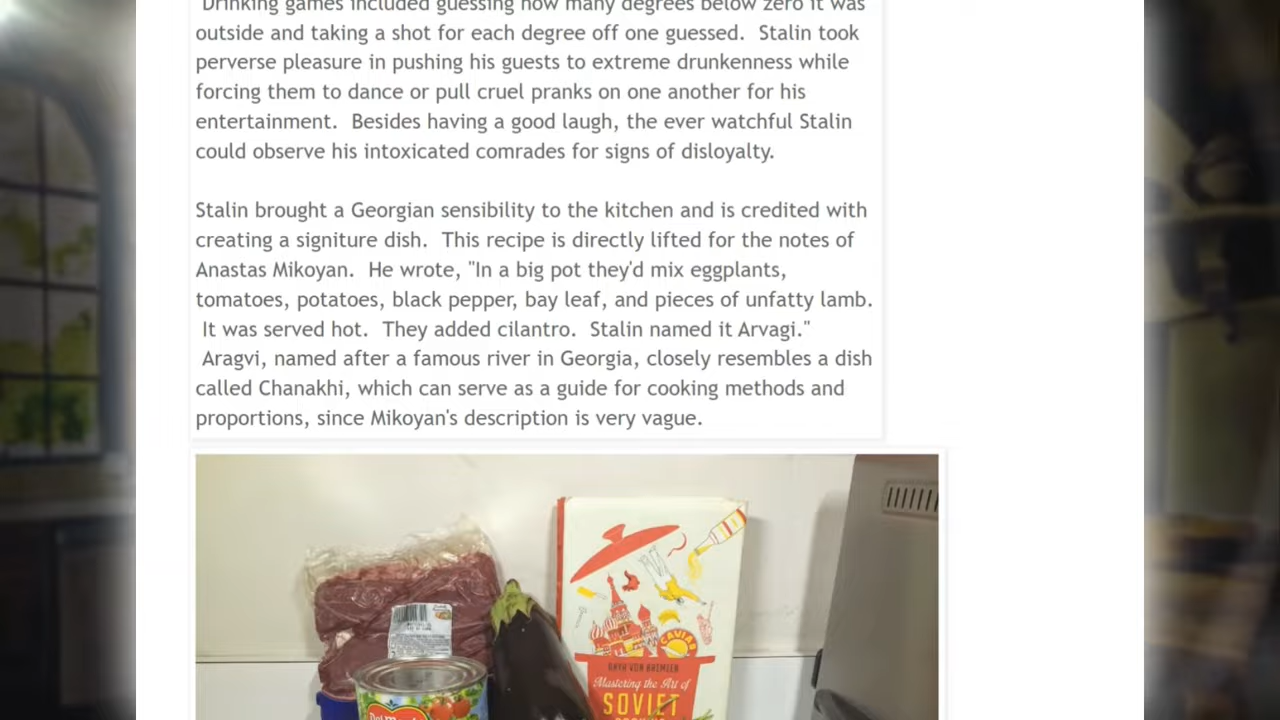 Drinking games included guessing how many degrees below zero it was
outside and taking a shot for each degree off one guessed. Stalin took
perverse pleasure in pushing his guests to extreme drunkenness while
forcing them to dance or pull cruel pranks on one another for his
entertainment. Besides having a good laugh, the ever watchful Stalin
could observe his intoxicated comrades for signs of disloyalty.
Stalin brought a Georgian sensibility to the kitchen and is credited with
creating a signiture dish. This recipe is directly lifted for the notes of
Anastas Mikoyan. He wrote, "In a big pot they'd mix eggplants,
tomatoes, potatoes, black pepper, bay leaf, and pieces of unfatty lamb.
It was served hot. They added cilantro. Stalin named it Arvagi."
Aragvi, named after a famous river in Georgia, closely resembles a dish
called Chanakhi, which can serve as a guide for cooking methods and
proportions, since Mikoyan's description is very vague.
CAVIAR
ANYA VON BREMZEN
Mastering the Art of
SOVIET
Del Monte